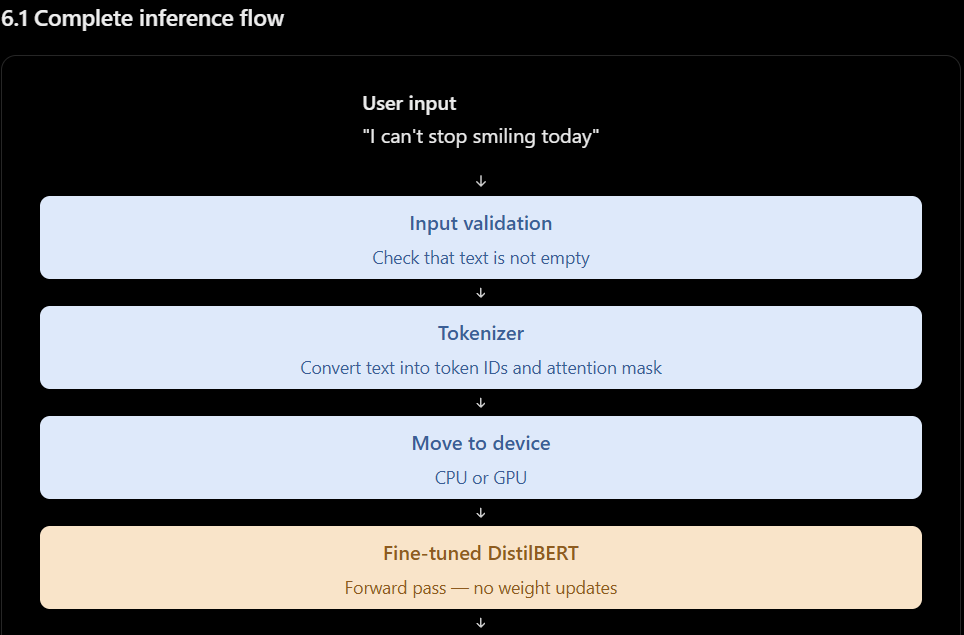 6.1 Complete inference flow
User input
"I can't stop smiling today"
↓
Input validation
Check that text is not empty
↓
Tokenizer
Convert text into token IDs and attention mask
↓
Move to device
CPU or GPU
↓
Fine-tuned DistilBERT
Forward pass — no weight updates
↓